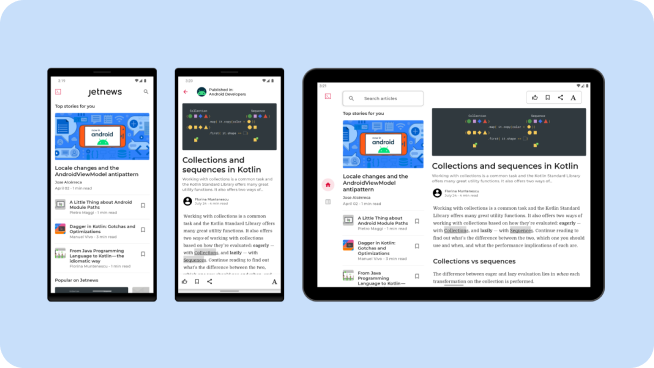 Jetnews
Top stories for you
android
Locale changes and the
AndroidViewModel antipattern
Jose Alcérreca
April 02 • 1 min read
A Little Thing about Android
Module Paths
Pietro Maggi • 1 min read
Dagger in Kotlin: Gotchas and
Optimizations
Manuel Vivo • 3 min read
From Java Programming
Language to Kotlin—the
idiomatic way
Florina Muntenescu • 1 min read
Popular on Jetnews
Published in
Android Developers
Collection
Sequence
Collections and
sequences in Kotlin
Working with collections is a common task and
the Kotlin Standard Library offers many great
utility functions. It also offers two ways of...
Florina Muntenescu
July 24 • 4 min read
Working with collections is a common
task and the Kotlin Standard Library offers
many great utility functions. It also offers
two ways of working with collections
based on how they're evaluated: eagerly —
with Collections, and lazily — with
Sequences. Continue reading to find out
what's the difference between the two,
A
Search articles
Top stories for you
android
Locale changes and the
AndroidViewModel
antipattern
Jose Alcérreca
April 02 • 1 min read
A Little Thing about
Android Module Paths
Pietro Maggi • 1 min read
Dagger in Kotlin:
Gotchas and
Optimizations
Manuel Vivo • 3 min read
From Java
Programming
Language to Kotlin—
A
Collection
Sequence
Collections and sequences in Kotlin
Working with collections is a common task and the Kotlin Standard Library offers
many great utility functions. It also offers two ways of...
Florina Muntenescu
July 24 • 4 min read
Working with collections is a common task and the Kotlin Standard
Library offers many great utility functions. It also offers two ways of
working with collections based on how they're evaluated: eagerly —
with Collections, and lazily — with Sequences. Continue reading to
find out what's the difference between the two, which one you should
use and when, and what the performance implications of each are.
Collections vs sequences
The difference between eager and lazy evaluation lies in when each
transformation on the collection is performed.